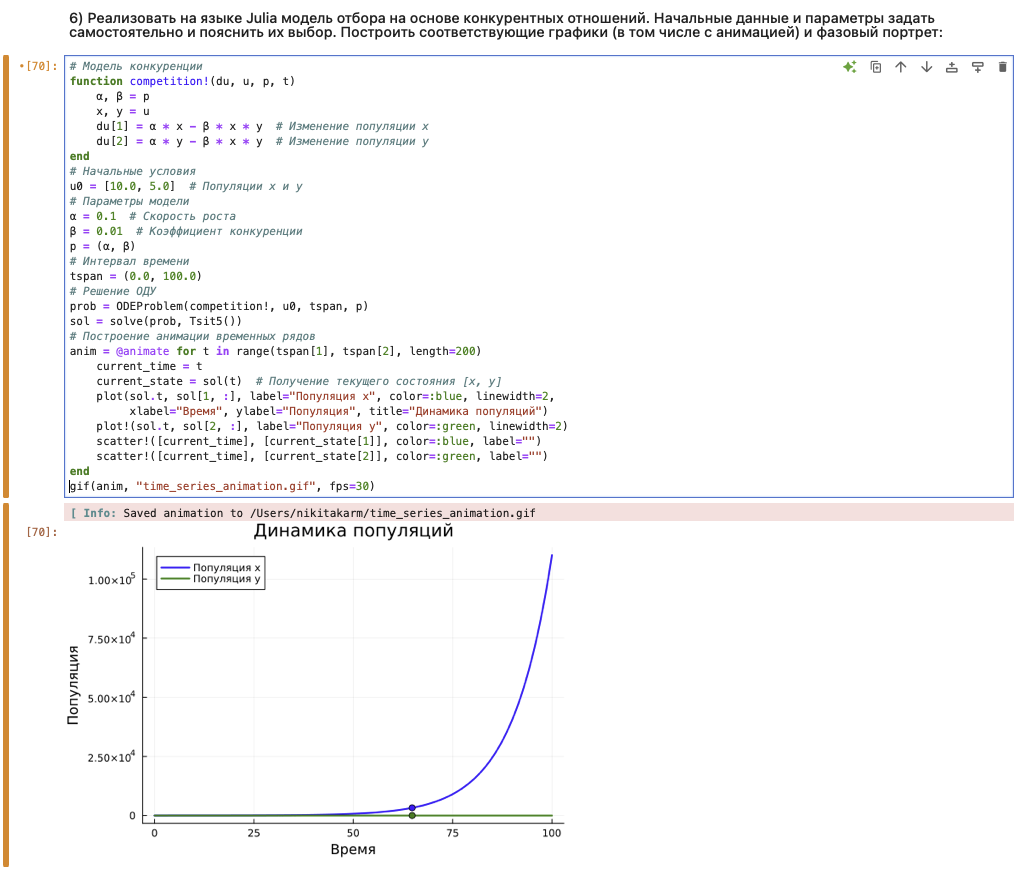 6) Реализовать на языке Julia модель отбора на основе конкурентных отношений. Начальные данные и параметры задать
самостоятельно и пояснить их выбор. Построить соответствующие графики (в том числе с анимацией) и фазовый портрет:
•[70]:
# Модель конкуренции
function competition!(du, u, p, t)
    α, β = p
    x, y = u
    du[1] = α * x - β * x * y  # Изменение популяции x
    du[2] = α * y - β * x * y  # Изменение популяции y
end
# Начальные условия
u0 = [10.0, 5.0]  # Популяции x и y
# Параметры модели
α = 0.1  # Скорость роста
β = 0.01  # Коэффициент конкуренции
p = (α, β)
# Интервал времени
tspan = (0.0, 100.0)
# Решение ОДУ
prob = ODEProblem(competition!, u0, tspan, p)
sol = solve(prob, Tsit5())
# Построение анимации временных рядов
anim = @animate for t in range(tspan[1], tspan[2], length=200)
    current_time = t
    current_state = sol(t)  # Получение текущего состояния [x, y]
    plot(sol.t, sol[1, :], label="Популяция x", color=:blue, linewidth=2,
         xlabel="Время", ylabel="Популяция", title="Динамика популяций")
    plot!(sol.t, sol[2, :], label="Популяция y", color=:green, linewidth=2)
    scatter!([current_time], [current_state[1]], color=:blue, label="")
    scatter!([current_time], [current_state[2]], color=:green, label="")
end
gif(anim, "time_series_animation.gif", fps=30)
[ Info: Saved animation to /Users/nikitakarm/time_series_animation.gif
[70]:
Динамика популяций
Популяция x
Популяция y
1.00×10⁵
7.50×10⁴
5.00×10⁴
2.50×10⁴
0
Популяция
0 25 50 75 100
Время